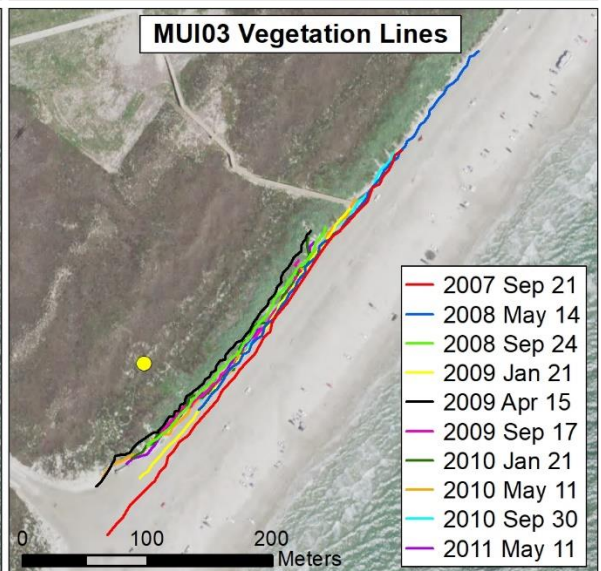 MUI03 Vegetation Lines
2007 Sep 21
2008 May 14
2008 Sep 24
2009 Jan 21
2009 Apr 15
2009 Sep 17
2010 Jan 21
2010 May 11
2010 Sep 30
2011 May 11
0 100 200
Meters